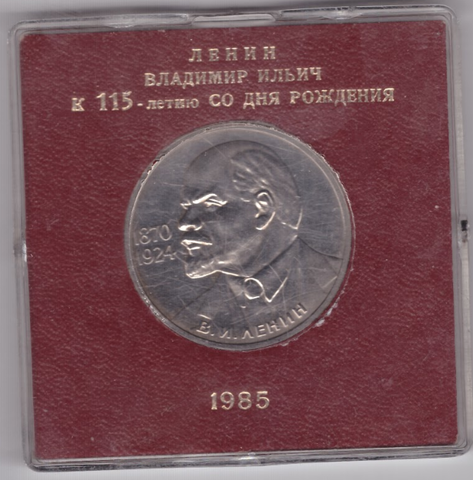 ЛЕНИН
ВЛАДИМИР ИЛЬИЧ
К 115-летию СО ДНЯ РОЖДЕНИЯ
1870
1924
В. И. ЛЕНИН
1985